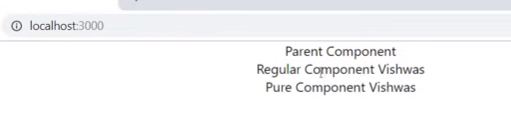 localhost:3000
Parent Component
Regular Component Vishwas
Pure Component Vishwas